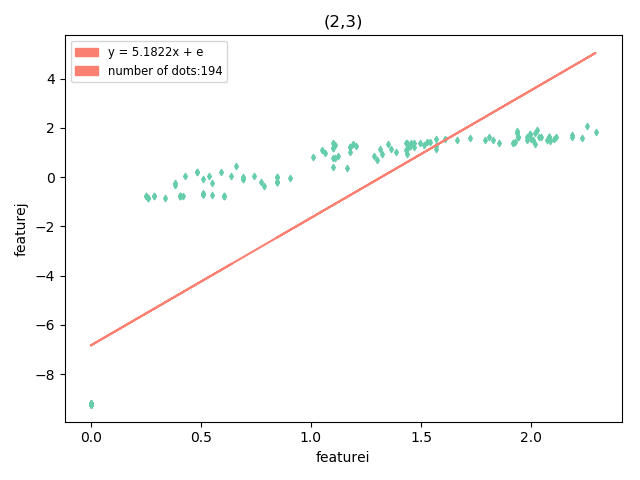 (2,3)
y = 5.1822x + e
number of dots:194
4
2
0
−2
−4
−6
−8
featurej
0.0 0.5 1.0 1.5 2.0
featurei